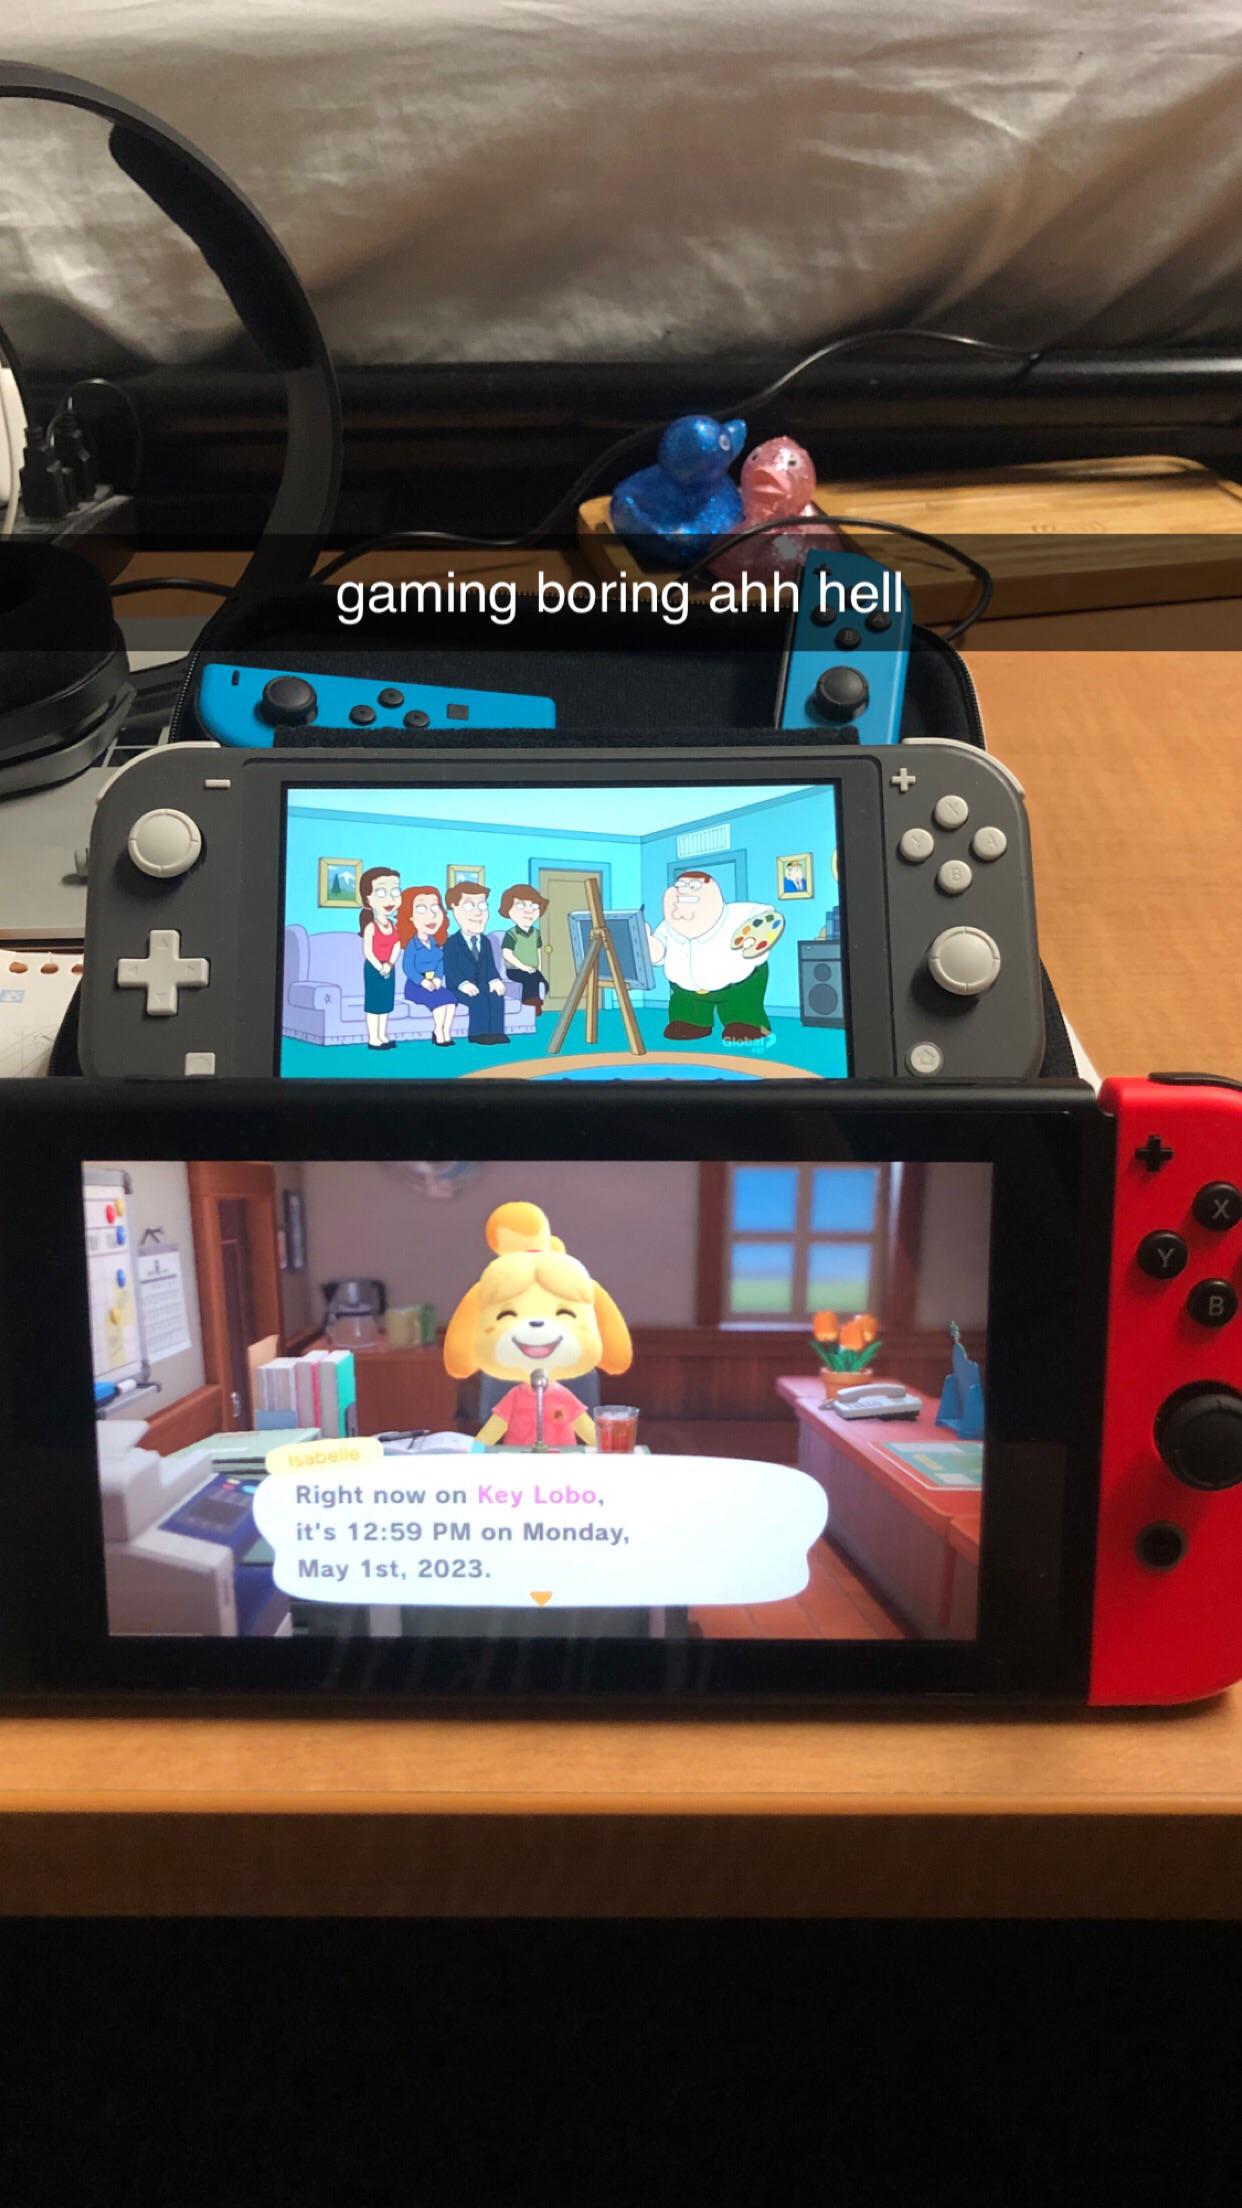 gaming boring ahh hell
A
B
X
Y
A
B
Global
HD
X
Y
B
Isabelle
Right now on Key Lobo,
it's 12:59 PM on Monday,
May 1st, 2023.